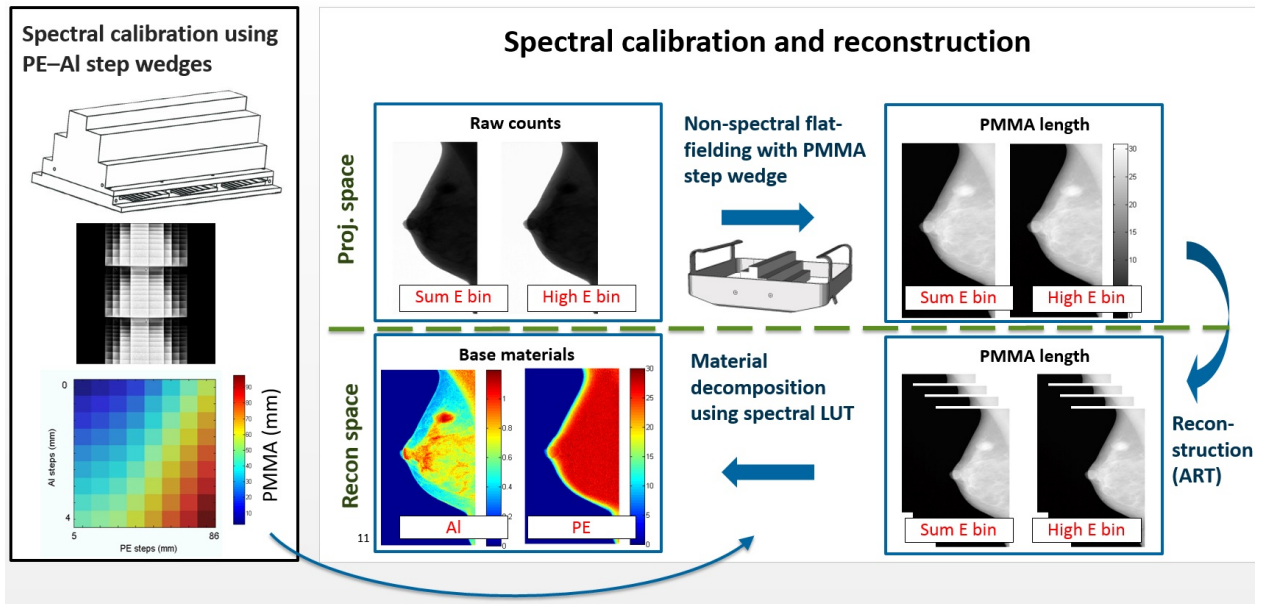 Spectral calibration using
PE–Al step wedges
0
Al steps (mm)
4
5
86
PE steps (mm)
90
80
70
60
50
40
30
20
10
PMMA (mm)
Spectral calibration and reconstruction
Proj. space
Raw counts
Sum E bin
High E bin
Non-spectral flat-
fielding with PMMA
step wedge
PMMA length
30
25
20
15
10
5
0
Sum E bin
High E bin
Recon space
Base materials
1
0.8
0.6
0.4
0.2
0
30
25
20
15
10
5
0
Al
PE
11
Material
decomposition
using spectral LUT
PMMA length
Sum E bin
High E bin
Recon-
struction
(ART)